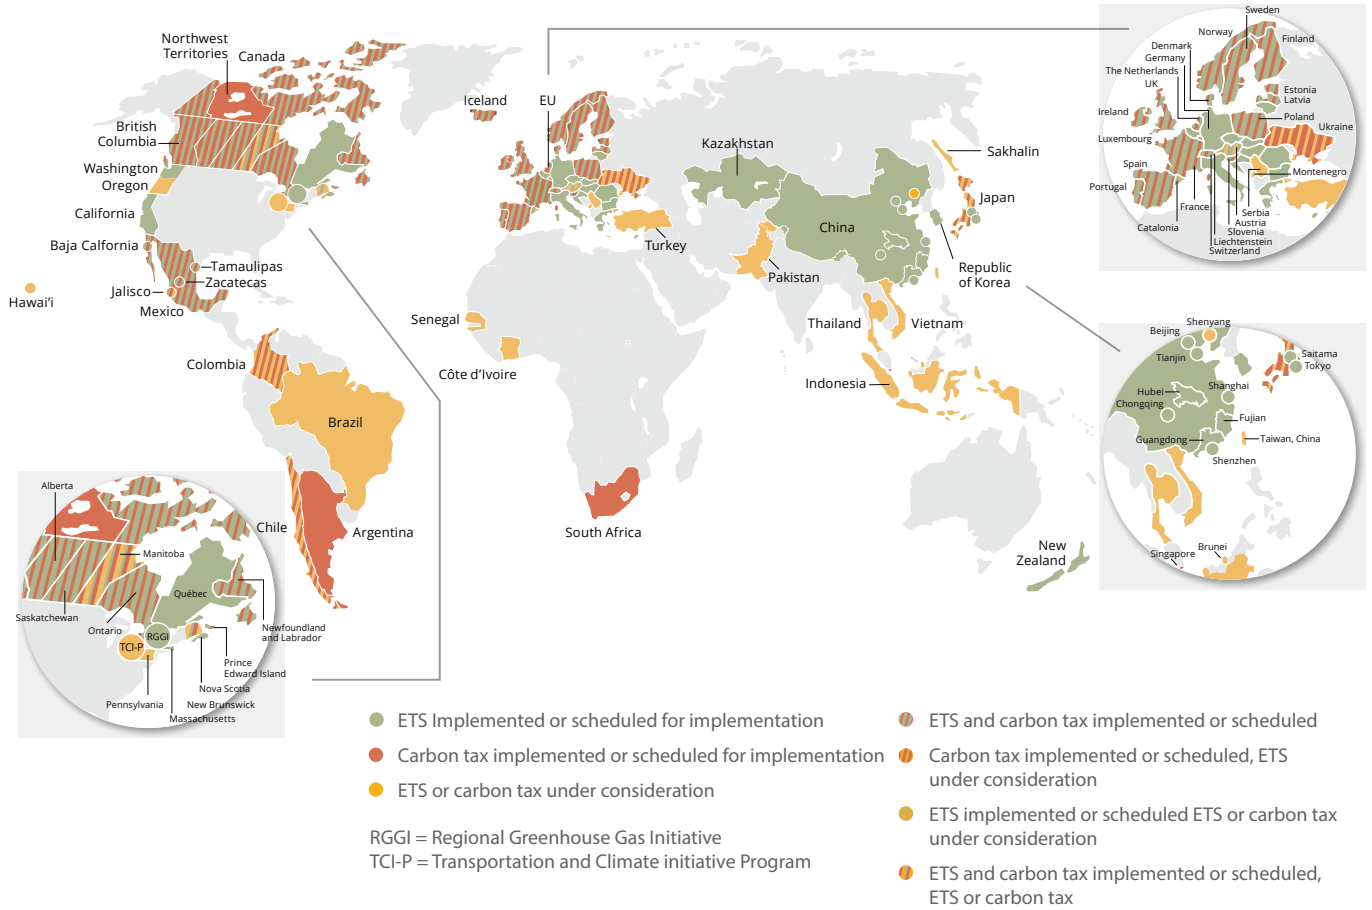 Northwest
Territories
Canada
British
Columbia
Washington
Oregon
California
Baja Calfornia
Tamaulipas
Zacatecas
Jalisco
Mexico
Hawai'i
Colombia
Brazil
Chile
Argentina
Iceland
EU
Senegal
Côte d'Ivoire
South Africa
Turkey
Kazakhstan
China
Pakistan
Sakhalin
Japan
Republic
of Korea
Thailand
Vietnam
Indonesia
New
Zealand
Sweden
Norway
Finland
Denmark
Germany
The Netherlands
UK
Ireland
Luxembourg
Spain
Portugal
Catalonia
France
Estonia
Latvia
Poland
Ukraine
Montenegro
Serbia
Austria
Slovenia
Liechtenstein
Switzerland
Shenyang
Beijing
Tianjin
Saitama
Tokyo
Hubei
Shanghai
Chongqing
Fujian
Guangdong
Taiwan, China
Shenzhen
Singapore
Brunei
Alberta
Manitoba
Québec
Saskatchewan
Ontario
RGGI
TCI-P
Newfoundland
and Labrador
Prince
Edward Island
Nova Scotia
Pennsylvania
New Brunswick
Massachusetts
ETS Implemented or scheduled for implementation
Carbon tax implemented or scheduled for implementation
ETS or carbon tax under consideration
RGGI = Regional Greenhouse Gas Initiative
TCI-P = Transportation and Climate initiative Program
ETS and carbon tax implemented or scheduled
Carbon tax implemented or scheduled, ETS
under consideration
ETS implemented or scheduled ETS or carbon tax
under consideration
ETS and carbon tax implemented or scheduled,
ETS or carbon tax